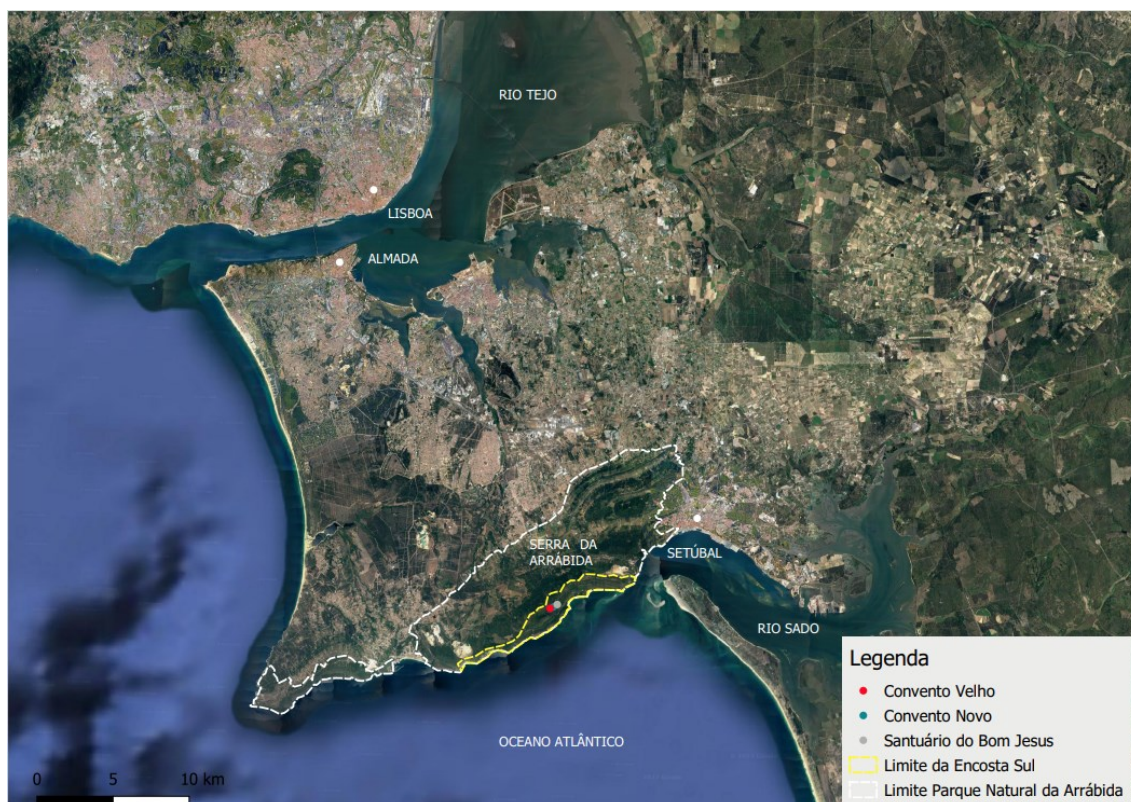 RIO TEJO
LISBOA
ALMADA
SERRA DA
ARRÁBIDA
SETÚBAL
RIO SADO
OCEANO ATLÂNTICO
0 5 10 km
Legenda
Convento Velho
Convento Novo
Santuário do Bom Jesus
Limite da Encosta Sul
Limite Parque Natural da Arrábida